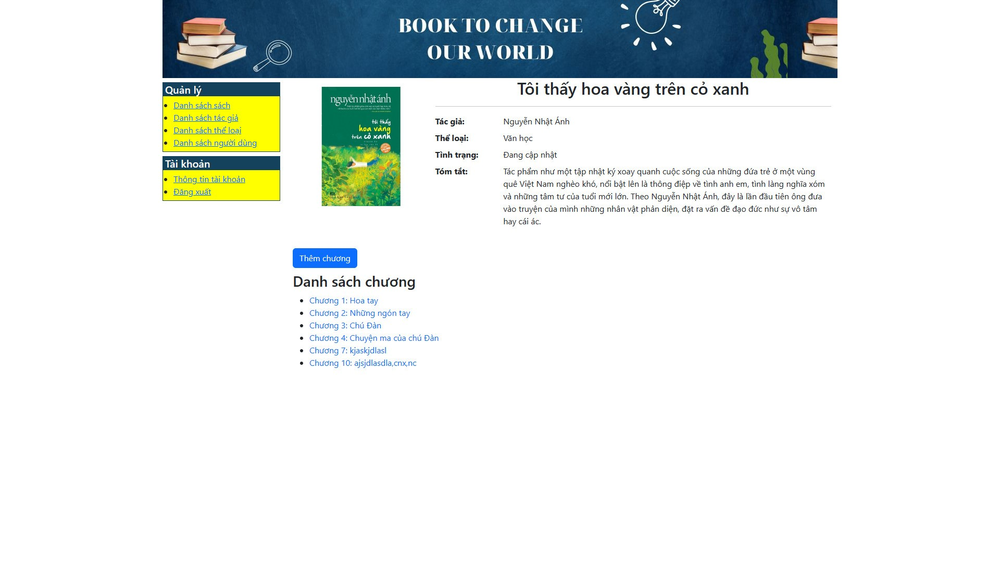 BOOK TO CHANGE
OUR WORLD
Quản lý
Danh sách sách
Danh sách tác giả
Danh sách thể loại
Danh sách người dùng
Tài khoản
Thông tin tài khoản
Đăng xuất
nguyễn nhật ánh
tôi thấy
hoa vàng
trên cỏ xanh
Tôi thấy hoa vàng trên cỏ xanh
Tác giả: Nguyễn Nhật Ánh
Thể loại: Văn học
Tình trạng: Đang cập nhật
Tóm tắt: Tác phẩm như một tập nhật ký xoay quanh cuộc sống của những đứa trẻ ở một vùng
quê Việt Nam nghèo khó, nổi bật lên là thông điệp về tình anh em, tình làng nghĩa xóm
và những tâm tư của tuổi mới lớn. Theo Nguyễn Nhật Ánh, đây là lần đầu tiên ông đưa
vào truyện của mình những nhân vật phản diện, đặt ra vấn đề đạo đức như sự vô tâm
hay cái ác.
Thêm chương
Danh sách chương
Chương 1: Hoa tay
Chương 2: Những ngón tay
Chương 3: Chú Đàn
Chương 4: Chuyện ma của chú Đàn
Chương 7: kjaskjdlasl
Chương 10: ajsjdlasdla,cnx,nc